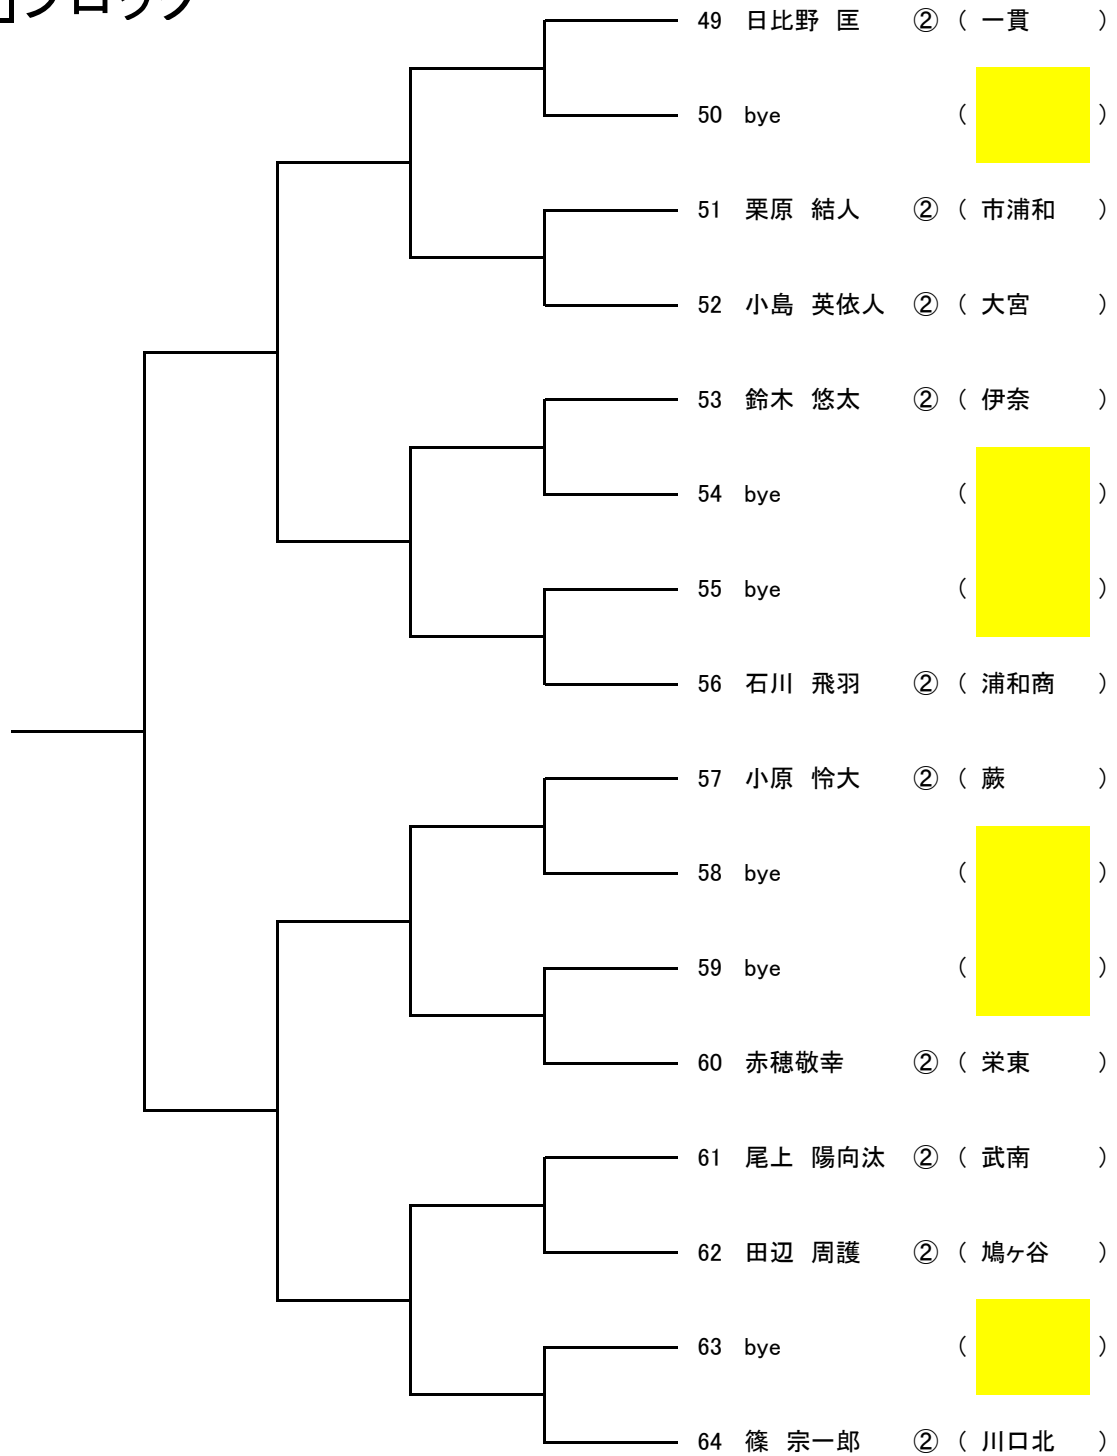 ブロック
49 日比野 匡 ② ( 一貫 )
50 bye ( )
51 栗原 結人 ② ( 市浦和 )
52 小島 英依人 ② ( 大宮 )
53 鈴木 悠太 ② ( 伊奈 )
54 bye ( )
55 bye ( )
56 石川 飛羽 ② ( 浦和商 )
57 小原 怜大 ② ( 蕨 )
58 bye ( )
59 bye ( )
60 赤穂敬幸 ② ( 栄東 )
61 尾上 陽向汰 ② ( 武南 )
62 田辺 周護 ② ( 鳩ヶ谷 )
63 bye ( )
64 篠 宗一郎 ② ( 川口北 )